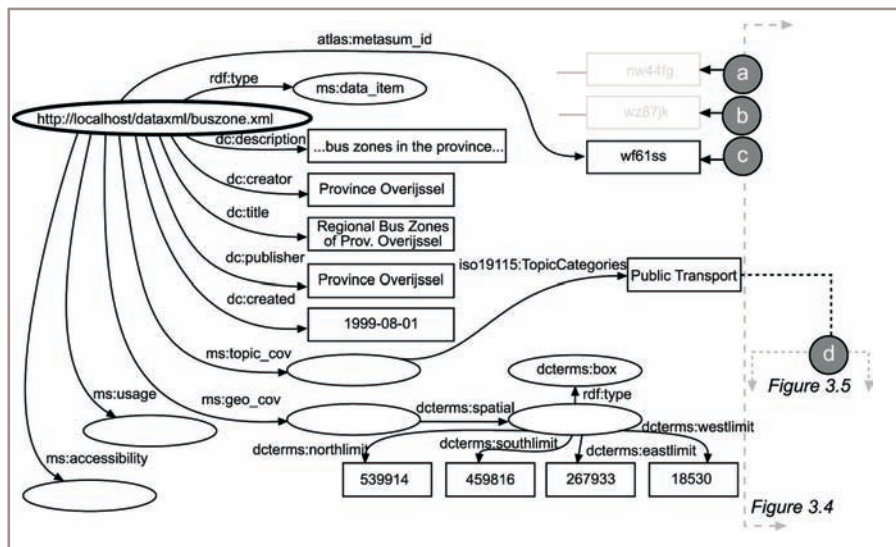 atlas:metasum_id
nw44fg
a
rdf:type
ms:data_item
http://localhost/dataxml/buszone.xml
wz87jk
b
dc:description
...bus zones in the province...
wf61ss
c
dc:creator
Province Overijssel
dc:title
Regional Bus Zones
of Prov. Overijssel
dc:publisher
Province Overijssel
iso19115:TopicCategories
Public Transport
dc:created
1999-08-01
ms:topic_cov
d
dcterms:box
Figure 3.5
rdf:type
ms:usage
ms:geo_cov
dcterms:spatial
dcterms:westlimit
dcterms:northlimit
dcterms:southlimit
dcterms:eastlimit
ms:accessibility
539914
459816
267933
18530
Figure 3.4